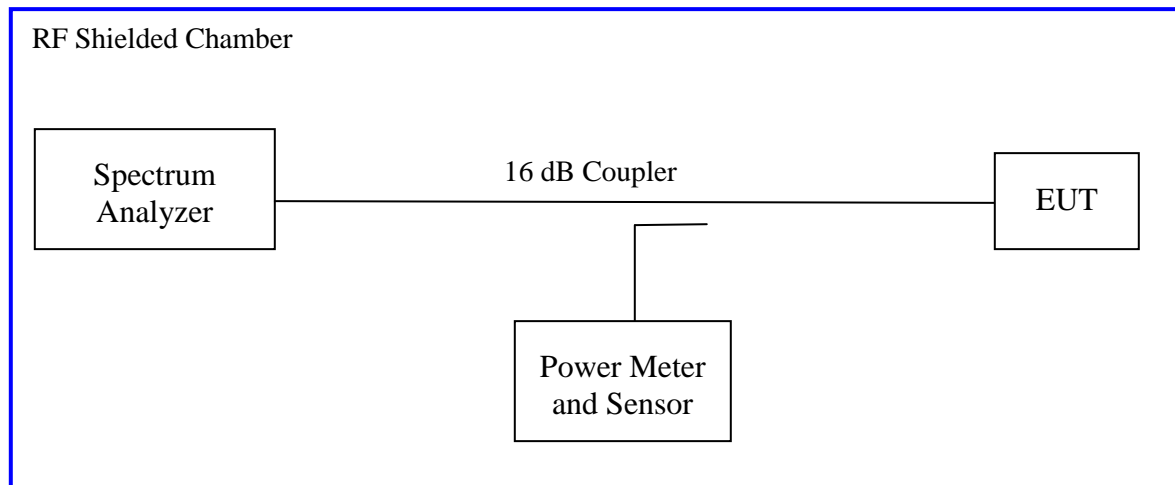 RF Shielded Chamber
Spectrum
Analyzer
16 dB Coupler
EUT
Power Meter
and Sensor